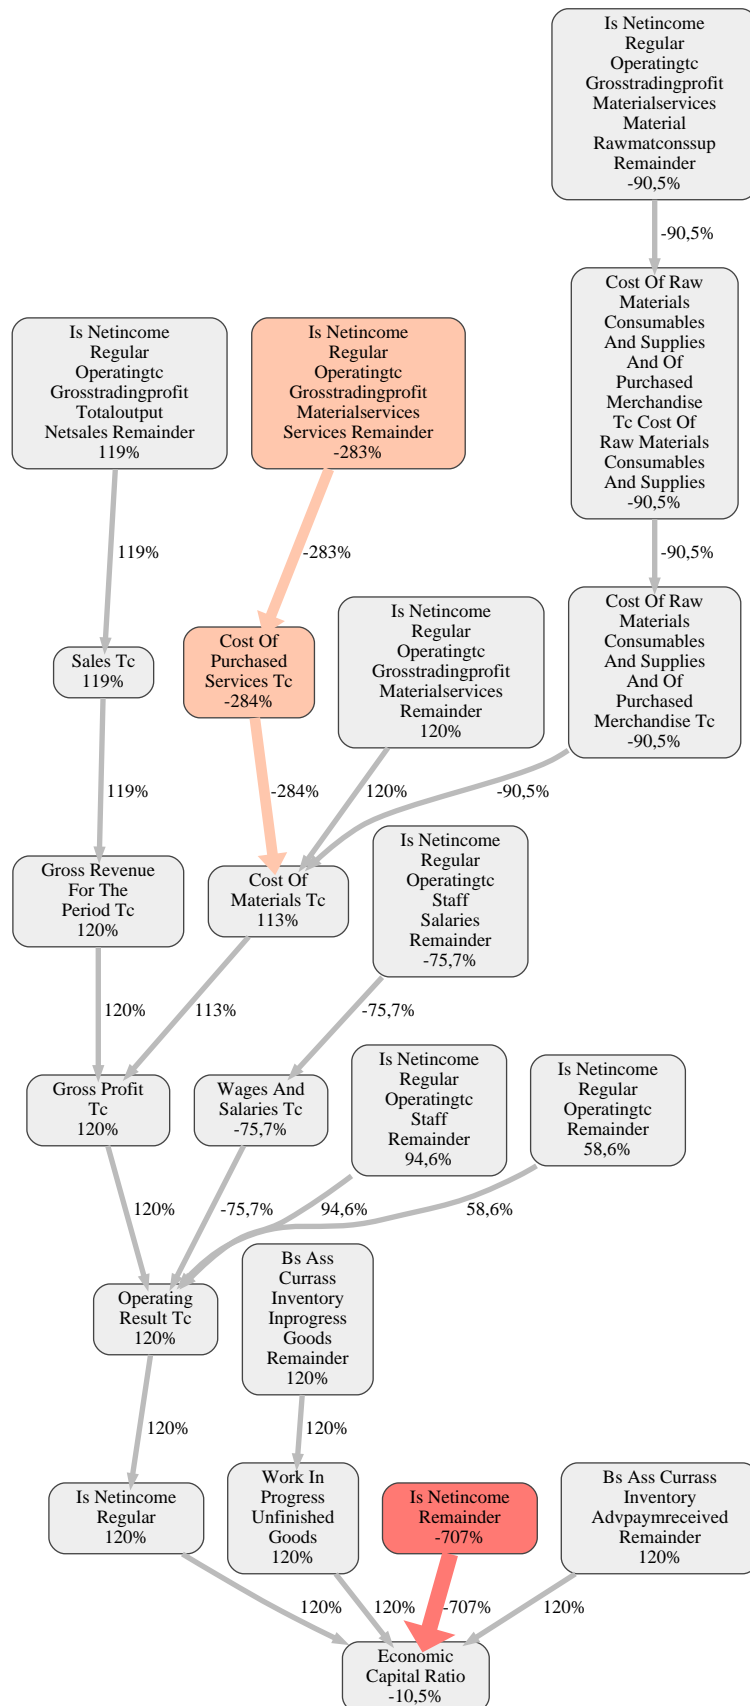 Is Netincome
Regular
Operatingtc
Grosstradingprofit
Materialservices
Material
Rawmatconssup
Remainder
-90,5%
-90,5%
Cost Of Raw
Materials
Consumables
And Supplies
And Of
Purchased
Merchandise
Tc Cost Of
Raw Materials
Consumables
And Supplies
-90,5%
Is Netincome
Regular
Operatingtc
Grosstradingprofit
Totaloutput
Netsales Remainder
119%
Is Netincome
Regular
Operatingtc
Grosstradingprofit
Materialservices
Services Remainder
-283%
119%
-283%
-90,5%
Cost Of Raw
Materials
Consumables
And Supplies
And Of
Purchased
Merchandise Tc
-90,5%
Is Netincome
Regular
Operatingtc
Grosstradingprofit
Materialservices
Remainder
120%
Sales Tc
119%
Cost Of
Purchased
Services Tc
-284%
119%
-284%
120%
-90,5%
Gross Revenue
For The
Period Tc
120%
Cost Of
Materials Tc
113%
Is Netincome
Regular
Operatingtc
Staff
Salaries
Remainder
-75,7%
120%
113%
-75,7%
Gross Profit
Tc
120%
Wages And
Salaries Tc
-75,7%
Is Netincome
Regular
Operatingtc
Staff
Remainder
94,6%
Is Netincome
Regular
Operatingtc
Remainder
58,6%
120%
-75,7%
94,6%
58,6%
Operating
Result Tc
120%
Bs Ass
Currass
Inventory
Inprogress
Goods
Remainder
120%
120%
120%
Is Netincome
Regular
120%
Work In
Progress
Unfinished
Goods
120%
Is Netincome
Remainder
-707%
Bs Ass Currass
Inventory
Advpaymreceived
Remainder
120%
120%
120%
-707%
120%
Economic
Capital Ratio
-10,5%